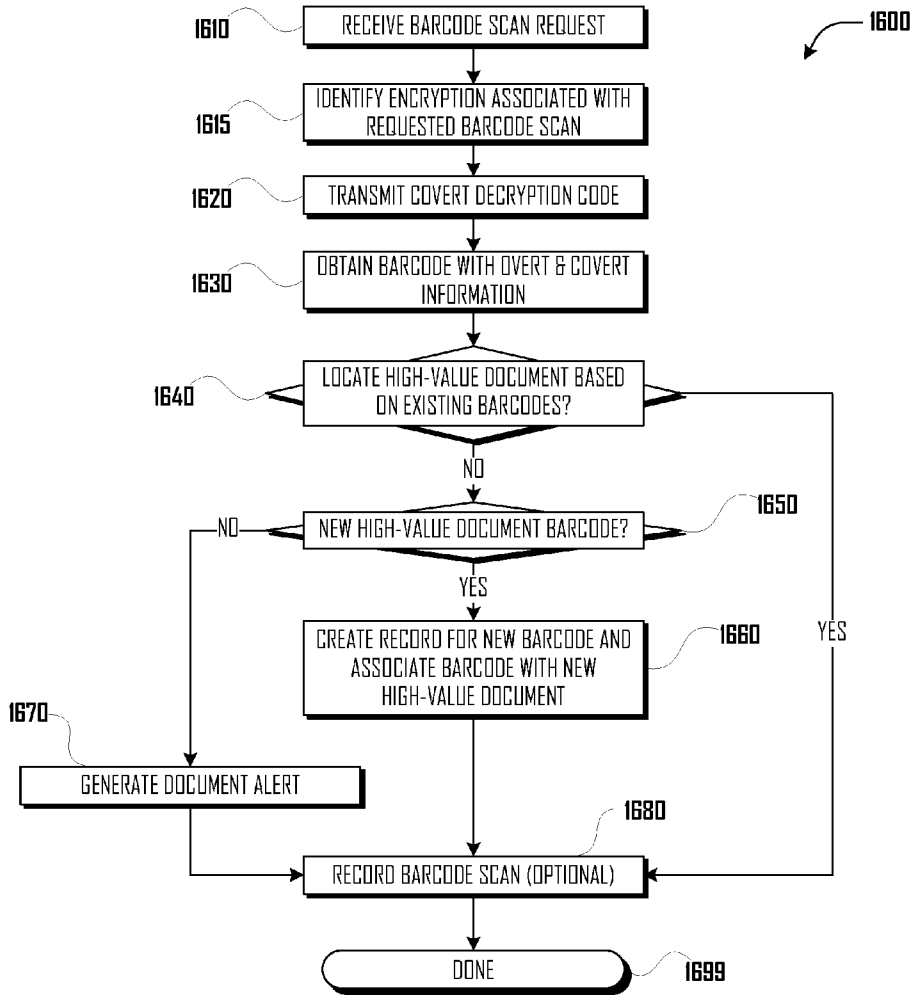 1600
1610
RECEIVE BARCODE SCAN REQUEST
1615
IDENTIFY ENCRYPTION ASSOCIATED WITH
REQUESTED BARCODE SCAN
1620
TRANSMIT COVERT DECRYPTION CODE
1630
OBTAIN BARCODE WITH OVERT & COVERT
INFORMATION
1640
LOCATE HIGH-VALUE DOCUMENT BASED
ON EXISTING BARCODES?
NO
YES
1650
NEW HIGH-VALUE DOCUMENT BARCODE?
NO
YES
1660
CREATE RECORD FOR NEW BARCODE AND
ASSOCIATE BARCODE WITH NEW
HIGH-VALUE DOCUMENT
1670
GENERATE DOCUMENT ALERT
1680
RECORD BARCODE SCAN (OPTIONAL)
DONE
1699